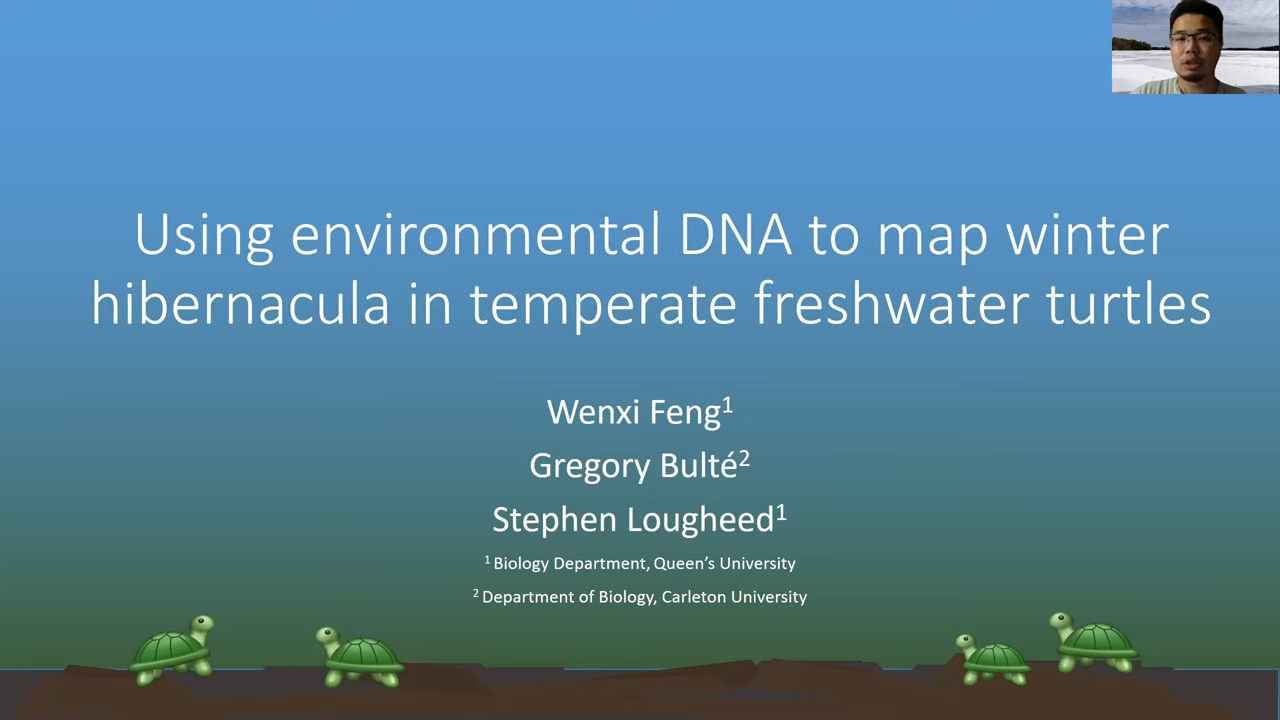 Using environmental DNA to map winter
hibernacula in temperate freshwater turtles
Wenxi Feng¹
Gregory Bulté²
Stephen Lougheed¹
¹ Biology Department, Queen's University
² Department of Biology, Carleton University